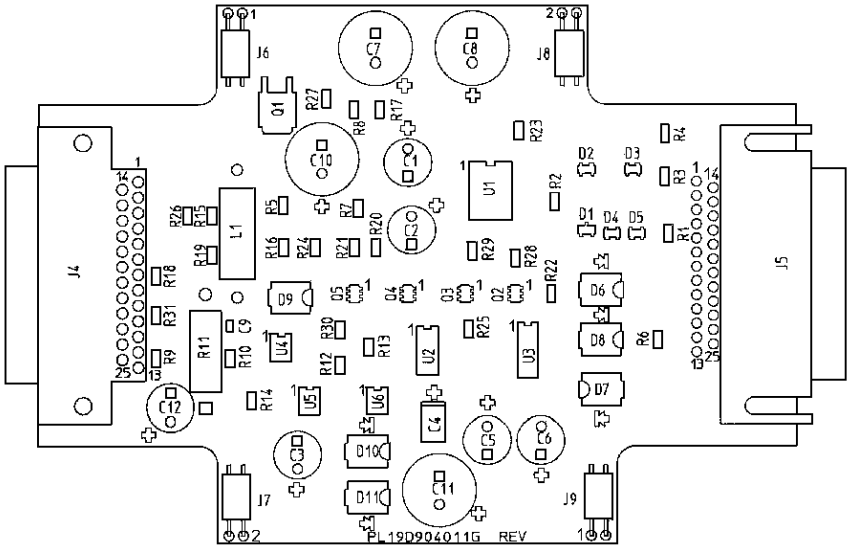 1
J6
C7
C8
2
J8
Q1
R27
R8
R17
R23
R4
1
C10
C1
1
U1
D2
D3
R3
1
14
14
R26
R15
L1
R5
R7
R20
C2
R2
D1
D4
D5
R1
J4
R19
R16
R24
R21
R29
R28
J5
R18
D9
Q5
1
Q4
1
Q3
1
Q2
1
R22
D6
R31
R11
C9
R30
R25
D8
R6
R9
R10
1
U4
R13
1
U2
1
U3
25
13
R12
13
25
D7
C12
R14
1
U5
1
U6
C4
C3
D10
C5
C6
J7
D11
C11
J9
2
1
PL19D904011G REV